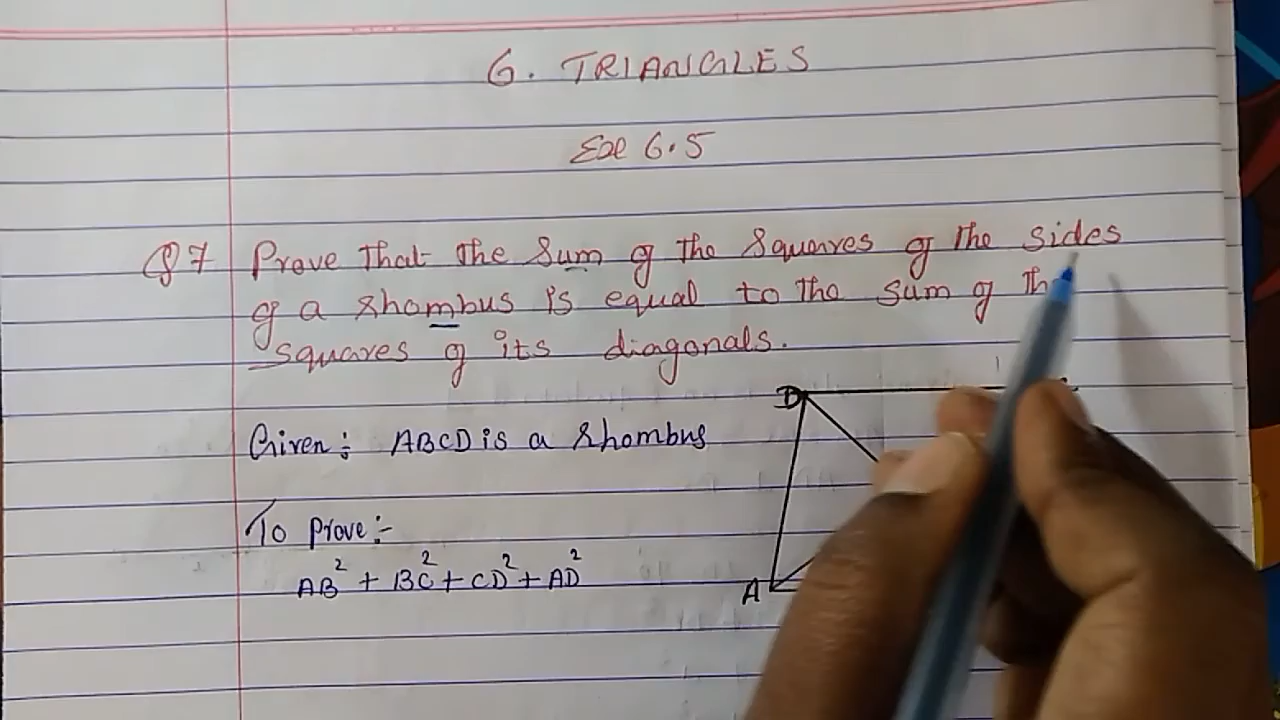 6. TRIANGLES
Exe 6.5
Q7 Prove that the Sum of the Squares of the sides
of a rhombus is equal to the sum of
squares of its diagonals.
D
Given :- ABCD is a rhombus
To prove :-
AB² + BC² + CD² + AD²
A